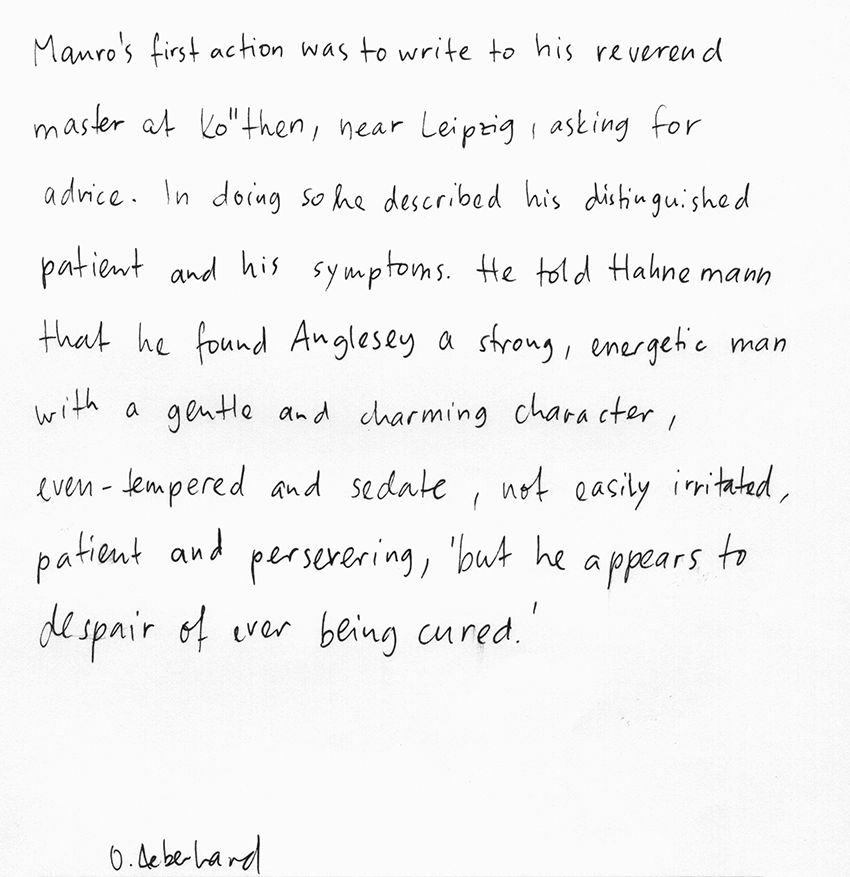 Mauro's first action was to write to his reverend
master at Ko"then, near Leipzig, asking for
advice. In doing so he described his distinguished
patient and his symptoms. He told Hahnemann
that he found Anglesey a strong, energetic man
with a gentle and charming character,
even-tempered and sedate, not easily irritated,
patient and persevering, 'but he appears to
despair of ever being cured.'
O.